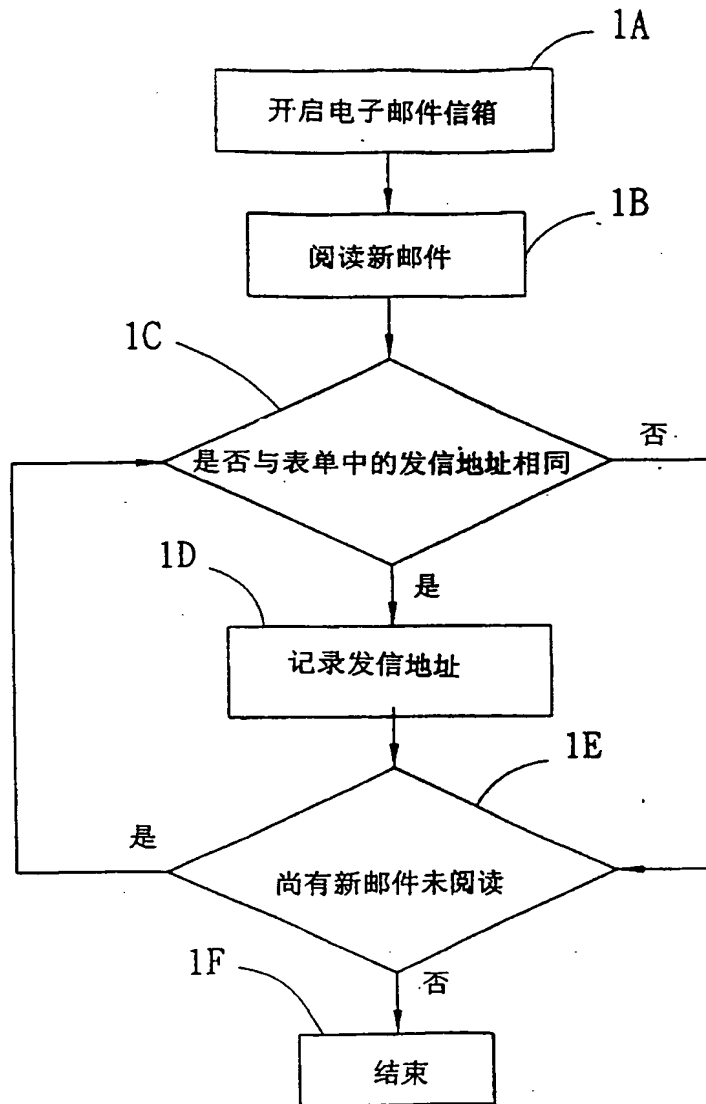 1A
开启电子邮件信箱
1B
阅读新邮件
1C
否
是否与表单中的发信地址相同
1D
是
记录发信地址
1E
是
尚有新邮件未阅读
1F
否
结束